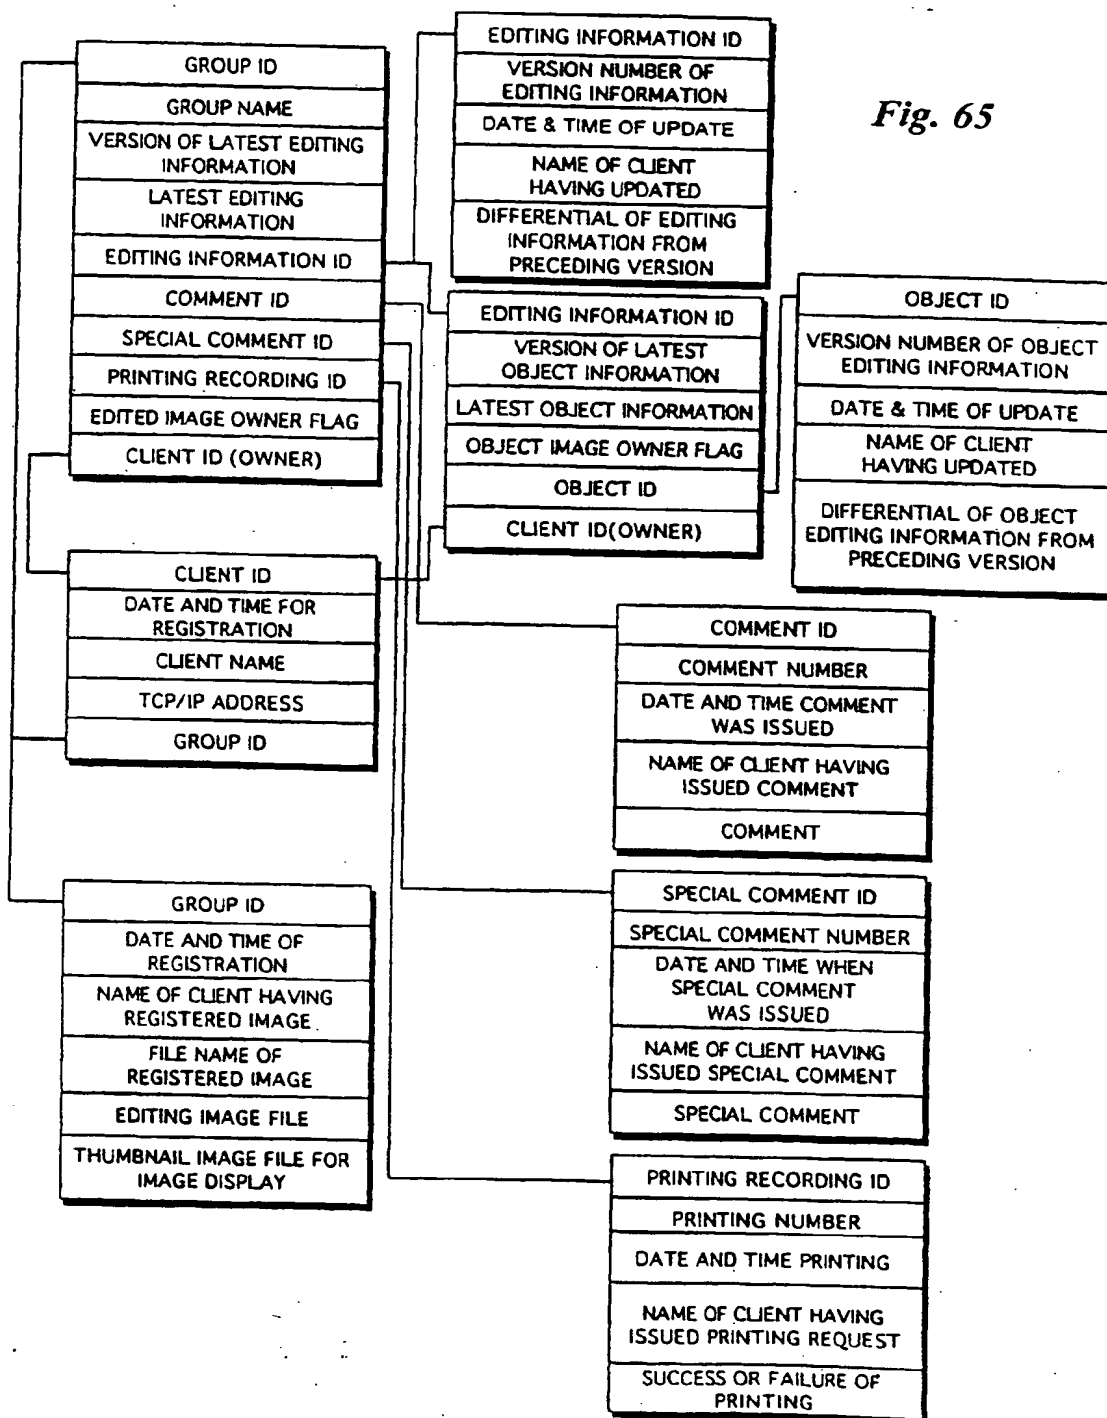 Fig. 65
GROUP ID
GROUP NAME
VERSION OF LATEST EDITING
INFORMATION
LATEST EDITING
INFORMATION
EDITING INFORMATION ID
COMMENT ID
SPECIAL COMMENT ID
PRINTING RECORDING ID
EDITED IMAGE OWNER FLAG
CLIENT ID (OWNER)
EDITING INFORMATION ID
VERSION NUMBER OF
EDITING INFORMATION
DATE & TIME OF UPDATE
NAME OF CLIENT
HAVING UPDATED
DIFFERENTIAL OF EDITING
INFORMATION FROM
PRECEDING VERSION
EDITING INFORMATION ID
VERSION OF LATEST
OBJECT INFORMATION
LATEST OBJECT INFORMATION
OBJECT IMAGE OWNER FLAG
OBJECT ID
CLIENT ID(OWNER)
OBJECT ID
VERSION NUMBER OF OBJECT
EDITING INFORMATION
DATE & TIME OF UPDATE
NAME OF CLIENT
HAVING UPDATED
DIFFERENTIAL OF OBJECT
EDITING INFORMATION FROM
PRECEDING VERSION
CLIENT ID
DATE AND TIME FOR
REGISTRATION
CLIENT NAME
TCP/IP ADDRESS
GROUP ID
COMMENT ID
COMMENT NUMBER
DATE AND TIME COMMENT
WAS ISSUED
NAME OF CLIENT HAVING
ISSUED COMMENT
COMMENT
GROUP ID
DATE AND TIME OF
REGISTRATION
NAME OF CLIENT HAVING
REGISTERED IMAGE
FILE NAME OF
REGISTERED IMAGE
EDITING IMAGE FILE
THUMBNAIL IMAGE FILE FOR
IMAGE DISPLAY
SPECIAL COMMENT ID
SPECIAL COMMENT NUMBER
DATE AND TIME WHEN
SPECIAL COMMENT
WAS ISSUED
NAME OF CLIENT HAVING
ISSUED SPECIAL COMMENT
SPECIAL COMMENT
PRINTING RECORDING ID
PRINTING NUMBER
DATE AND TIME PRINTING
NAME OF CLIENT HAVING
ISSUED PRINTING REQUEST
SUCCESS OR FAILURE OF
PRINTING